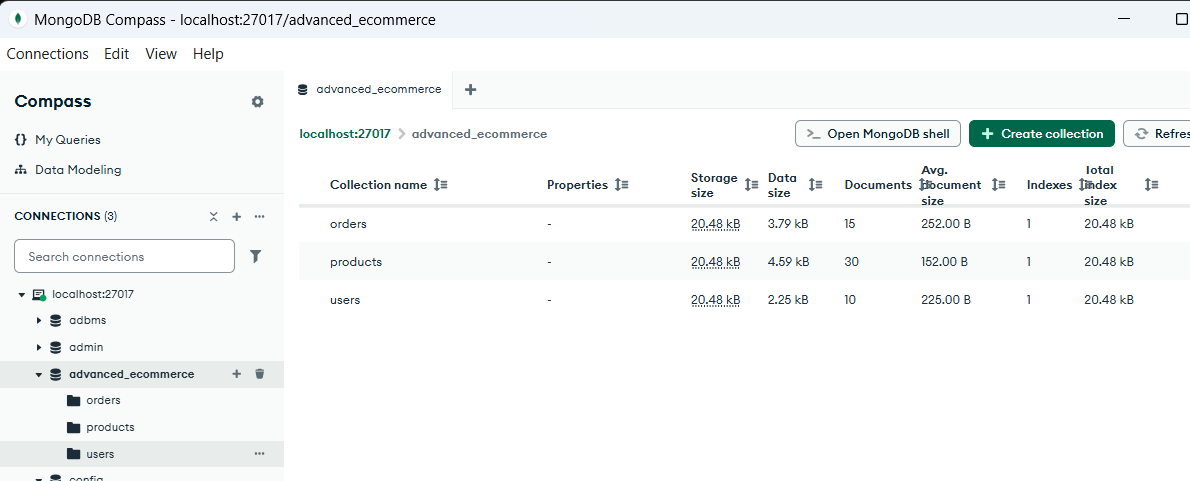 MongoDB Compass - localhost:27017/advanced_ecommerce
Connections Edit View Help
Compass
My Queries
Data Modeling
CONNECTIONS (3)
Search connections
localhost:27017
adbms
admin
advanced_ecommerce
orders
products
users
config
advanced_ecommerce
localhost:27017 > advanced_ecommerce
>_ Open MongoDB shell
+ Create collection
Refres
Collection name Properties Storage size Data size Documents Avg. document size Indexes Total index size
orders - 20.48 kB 3.79 kB 15 252.00 B 1 20.48 kB
products - 20.48 kB 4.59 kB 30 152.00 B 1 20.48 kB
users - 20.48 kB 2.25 kB 10 225.00 B 1 20.48 kB